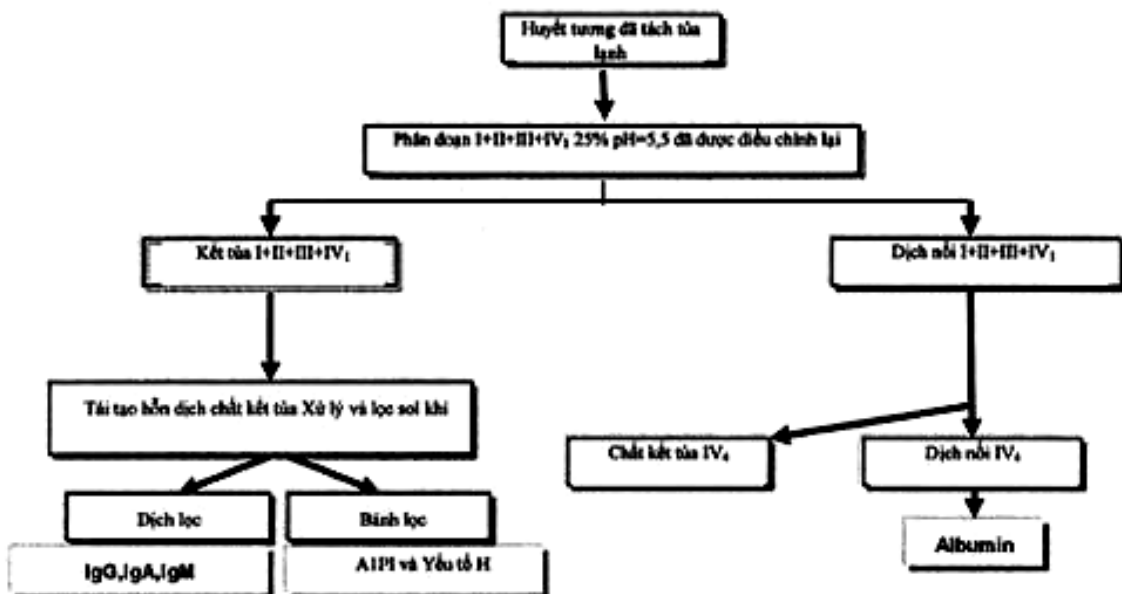 Huyết tương đã tách tủa
lạnh
Phân đoạn I+II+III+IV₁ 25% pH=5,5 đã được điều chỉnh lại
Kết tủa I+II+III+IV₁
Dịch nổi I+II+III+IV₁
Tái tạo hỗn dịch chất kết tủa Xử lý và lọc sol khí
Chất kết tủa IV₄
Dịch nổi IV₄
Dịch lọc
Bánh lọc
Albumin
IgG,IgA,IgM
A1PI và Yếu tố H